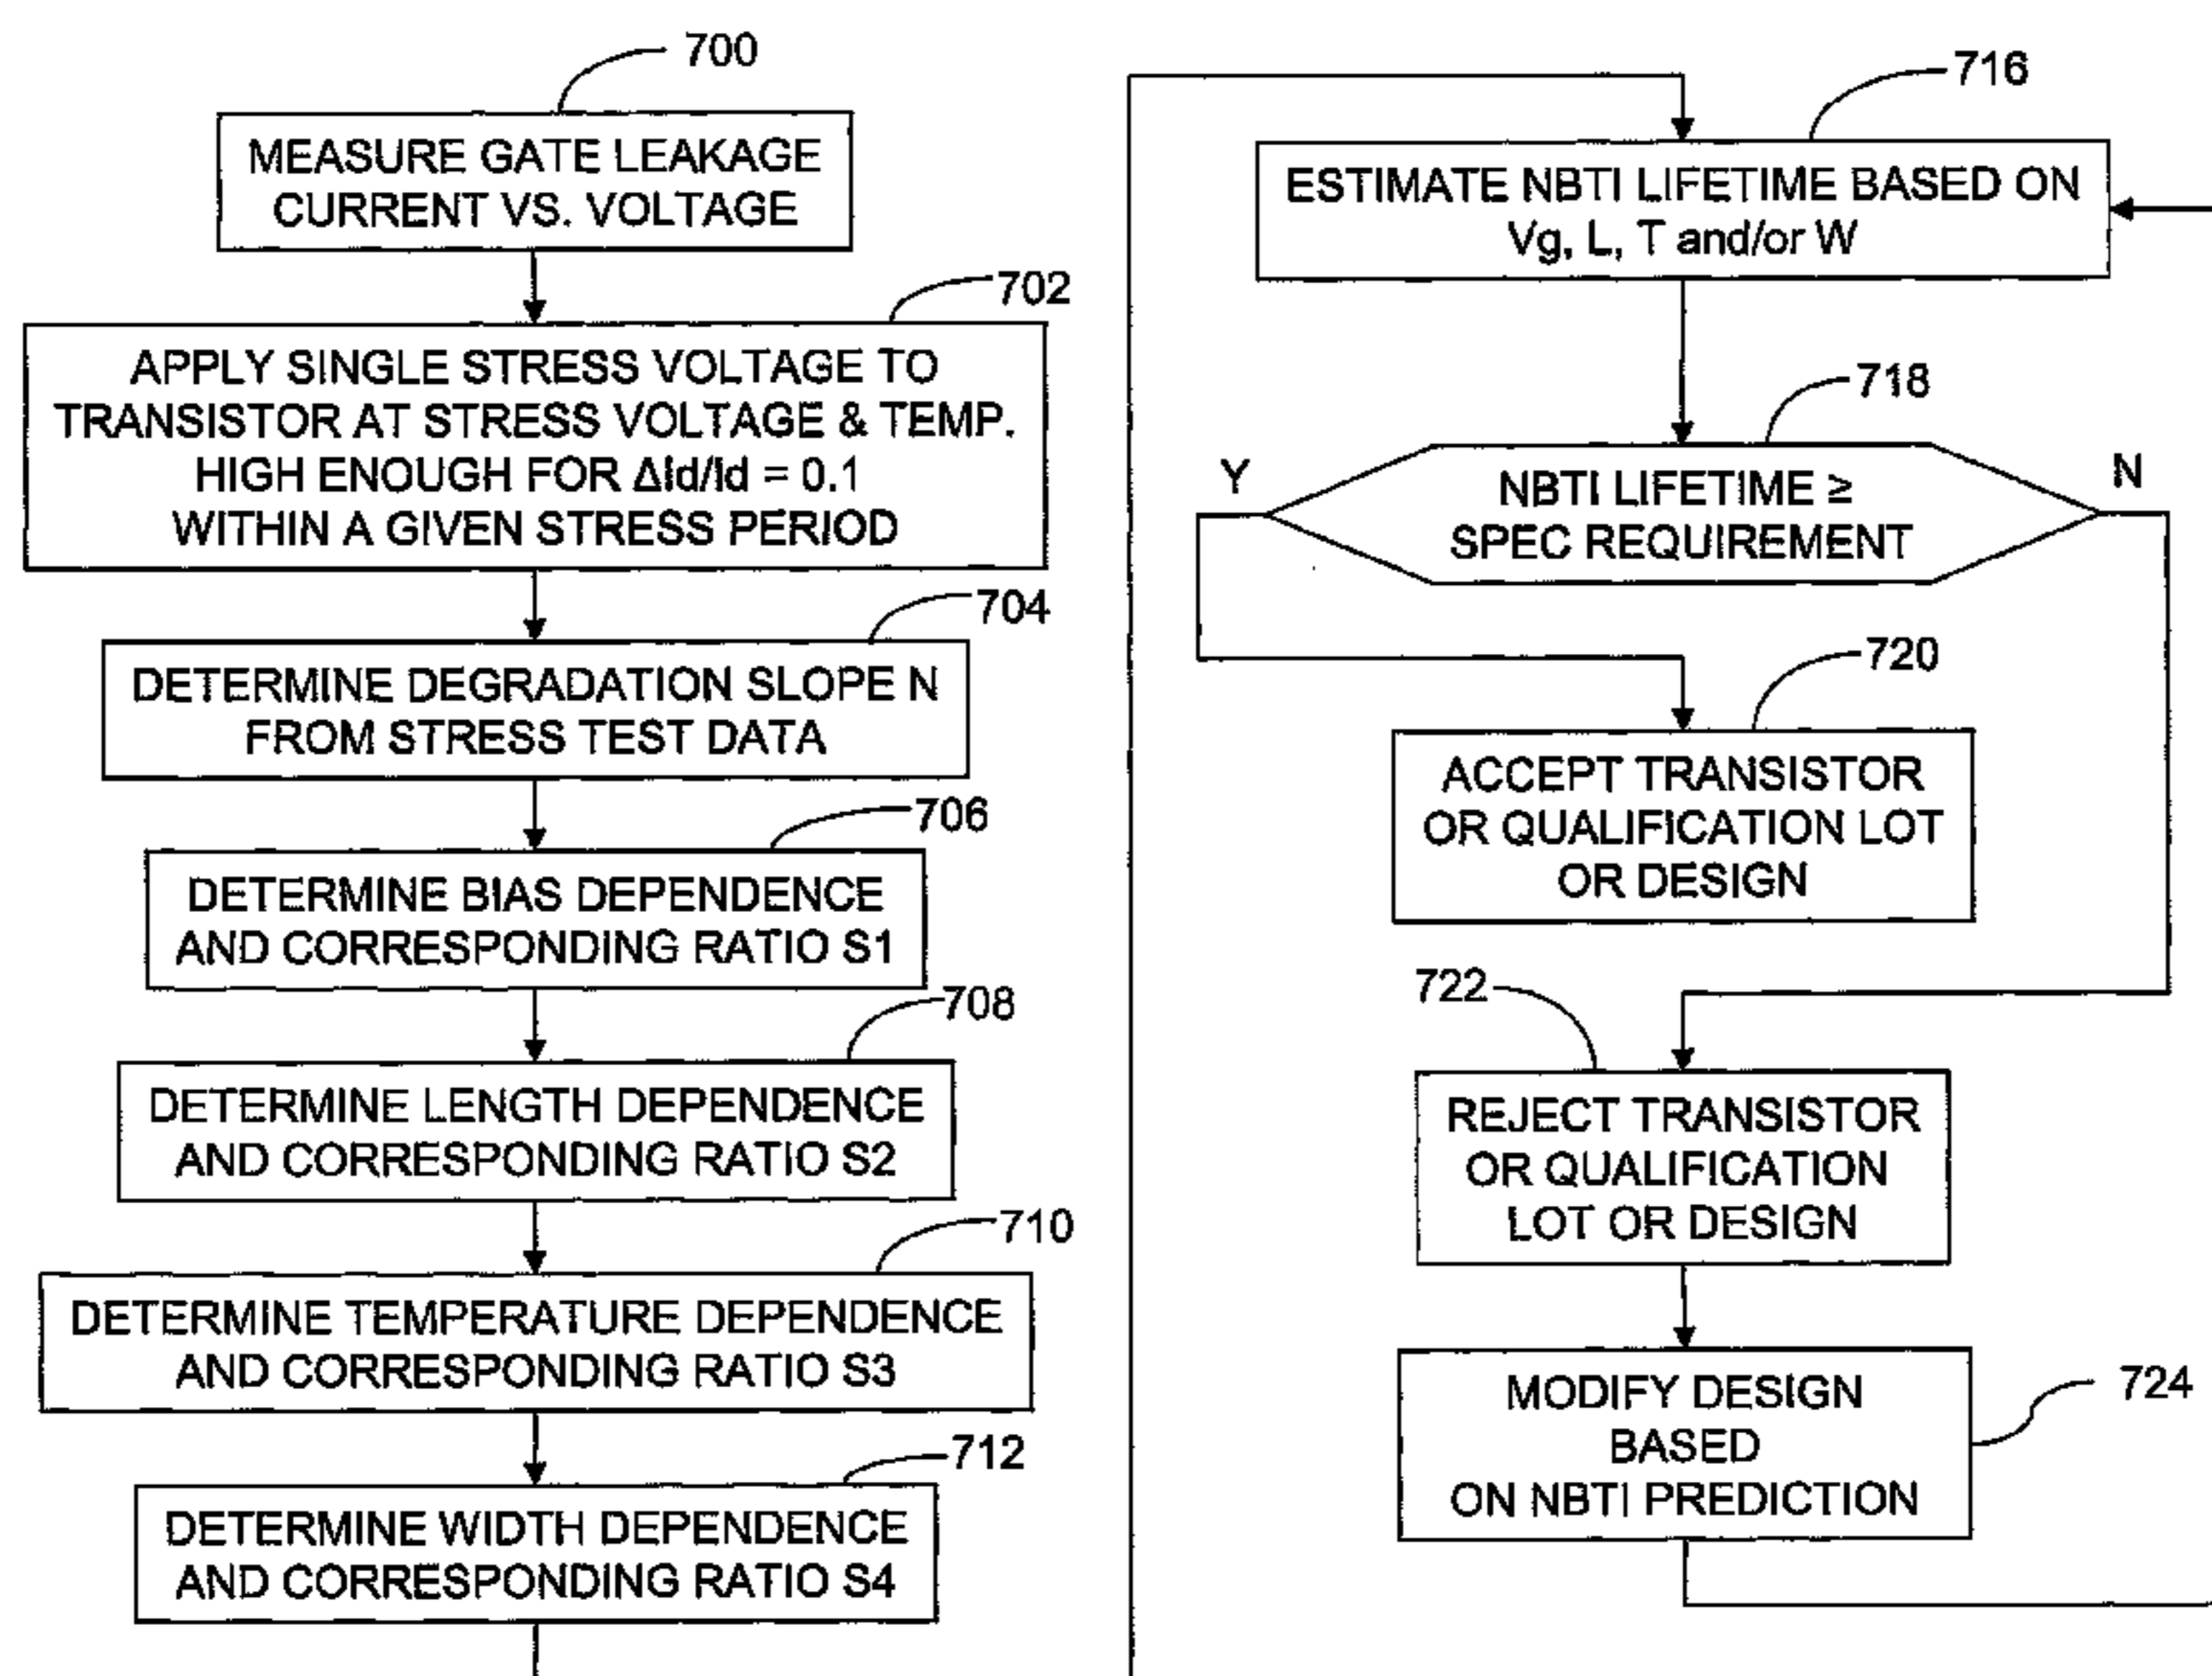 700
MEASURE GATE LEAKAGE
CURRENT VS. VOLTAGE
702
APPLY SINGLE STRESS VOLTAGE TO
TRANSISTOR AT STRESS VOLTAGE & TEMP.
HIGH ENOUGH FOR ΔId/Id = 0.1
WITHIN A GIVEN STRESS PERIOD
704
DETERMINE DEGRADATION SLOPE N
FROM STRESS TEST DATA
706
DETERMINE BIAS DEPENDENCE
AND CORRESPONDING RATIO S1
708
DETERMINE LENGTH DEPENDENCE
AND CORRESPONDING RATIO S2
710
DETERMINE TEMPERATURE DEPENDENCE
AND CORRESPONDING RATIO S3
712
DETERMINE WIDTH DEPENDENCE
AND CORRESPONDING RATIO S4
716
ESTIMATE NBTI LIFETIME BASED ON
Vg, L, T and/or W
718
Y
NBTI LIFETIME ≥
SPEC REQUIREMENT
N
720
ACCEPT TRANSISTOR
OR QUALIFICATION LOT
OR DESIGN
722
REJECT TRANSISTOR
OR QUALIFICATION
LOT OR DESIGN
724
MODIFY DESIGN
BASED
ON NBTI PREDICTION